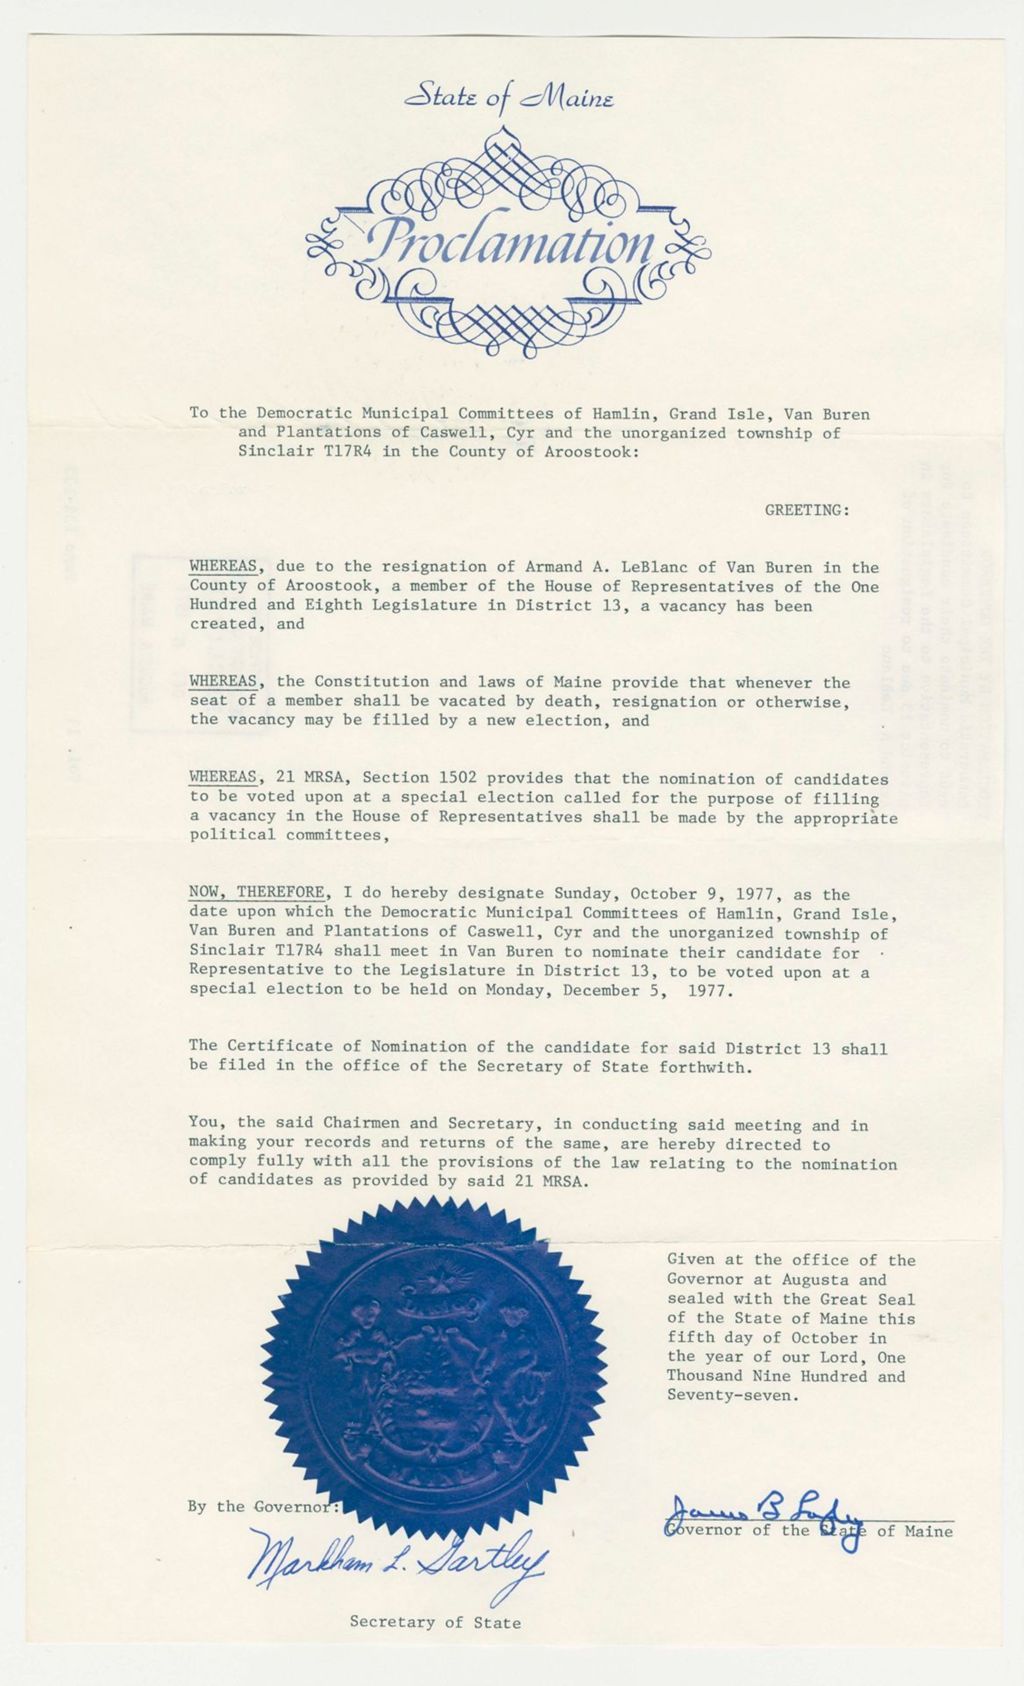 State of Maine
Proclamation
To the Democratic Municipal Committees of Hamlin, Grand Isle, Van Buren
and Plantations of Caswell, Cyr and the unorganized township of
Sinclair T17R4 in the County of Aroostook:
GREETING:
WHEREAS, due to the resignation of Armand A. LeBlanc of Van Buren in the
County of Aroostook, a member of the House of Representatives of the One
Hundred and Eighth Legislature in District 13, a vacancy has been
created, and
WHEREAS, the Constitution and laws of Maine provide that whenever the
seat of a member shall be vacated by death, resignation or otherwise,
the vacancy may be filled by a new election, and
WHEREAS, 21 MRSA, Section 1502 provides that the nomination of candidates
to be voted upon at a special election called for the purpose of filling
a vacancy in the House of Representatives shall be made by the appropriate
political committees,
NOW, THEREFORE, I do hereby designate Sunday, October 9, 1977, as the
date upon which the Democratic Municipal Committees of Hamlin, Grand Isle,
Van Buren and Plantations of Caswell, Cyr and the unorganized township of
Sinclair T17R4 shall meet in Van Buren to nominate their candidate for
Representative to the Legislature in District 13, to be voted upon at a
special election to be held on Monday, December 5, 1977.
The Certificate of Nomination of the candidate for said District 13 shall
be filed in the office of the Secretary of State forthwith.
You, the said Chairmen and Secretary, in conducting said meeting and in
making your records and returns of the same, are hereby directed to
comply fully with all the provisions of the law relating to the nomination
of candidates as provided by said 21 MRSA.
Given at the office of the
Governor at Augusta and
sealed with the Great Seal
of the State of Maine this
fifth day of October in
the year of our Lord, One
Thousand Nine Hundred and
Seventy-seven.
DIRIGO
MAINE
By the Governor:
James B Longley
Governor of the State of Maine
Markham L. Gartley
Secretary of State